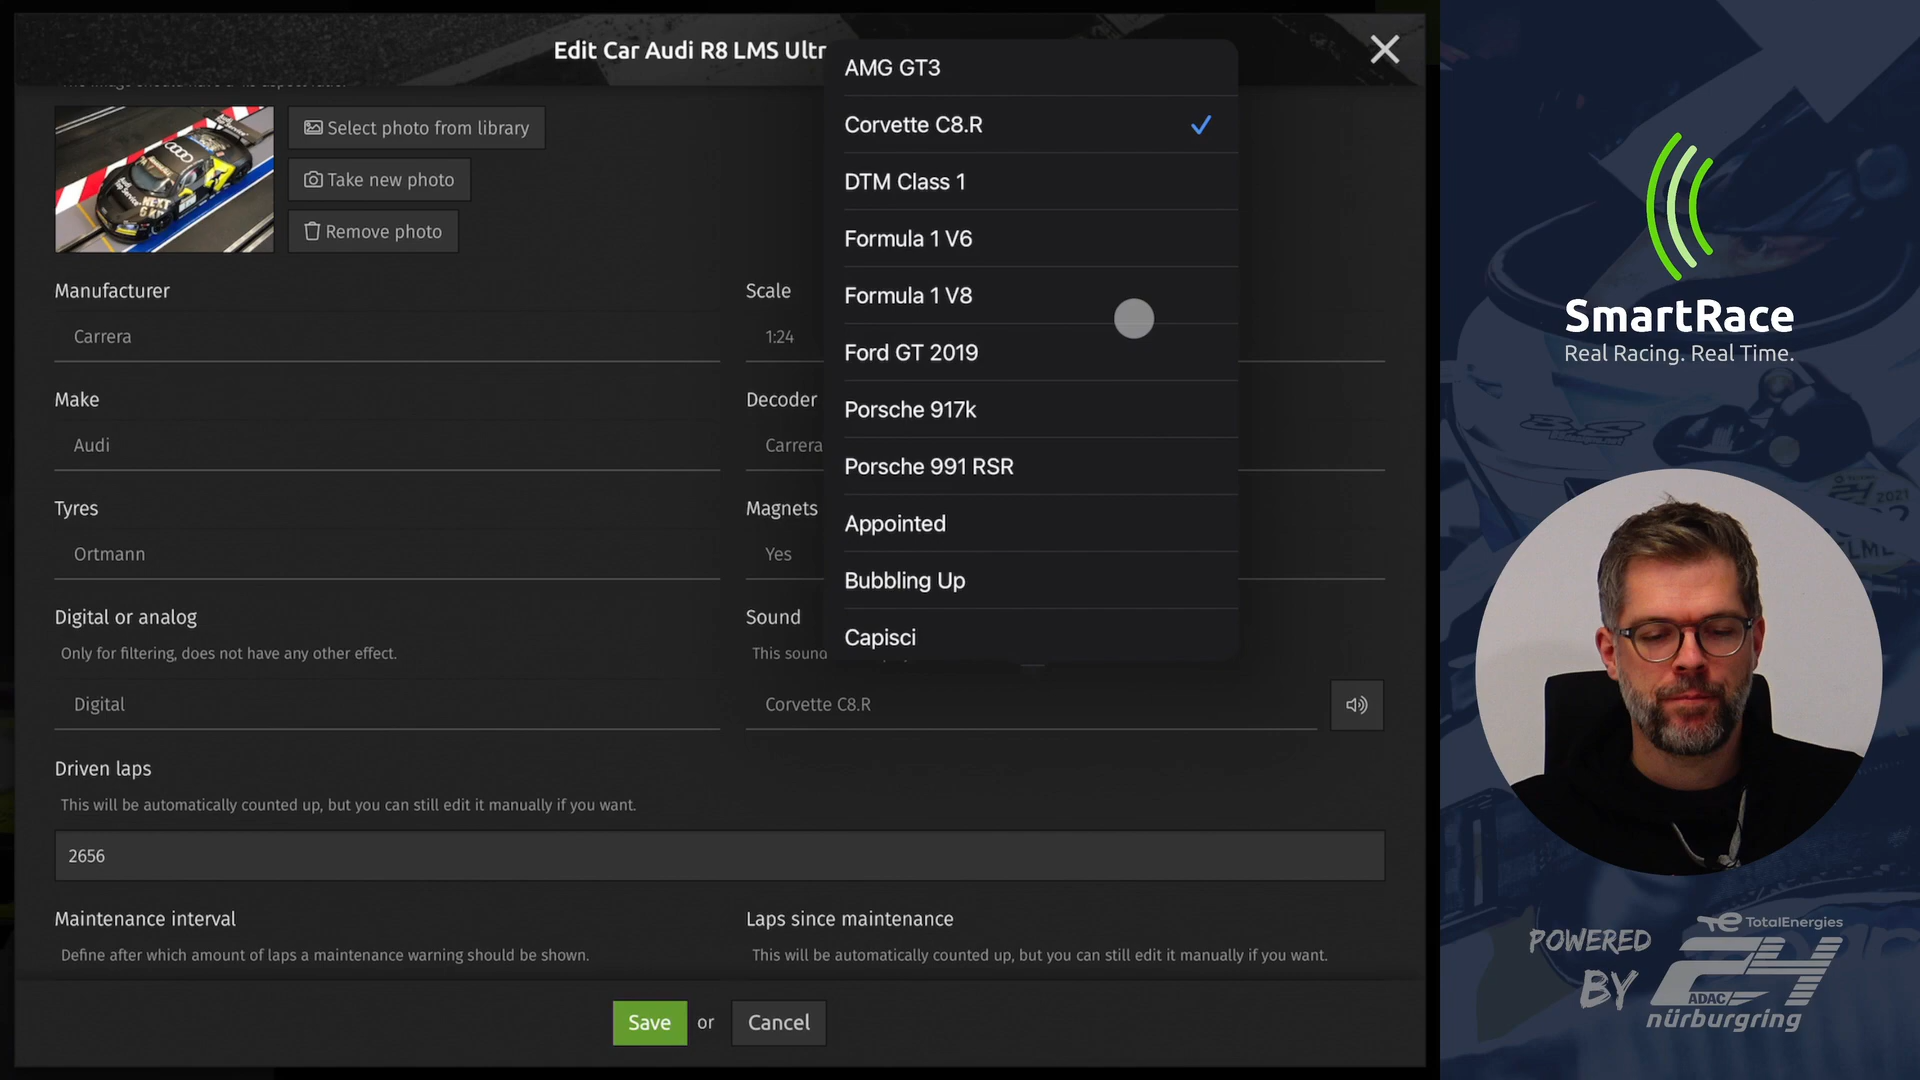 Edit Car Audi R8 LMS Ultr
Select photo from library
Take new photo
Remove photo
Manufacturer
Carrera
Scale
1:24
Make
Audi
Decoder
Carrera
Tyres
Ortmann
Magnets
Yes
Digital or analog
Only for filtering, does not have any other effect.
Digital
Sound
This sound
Corvette C8.R
AMG GT3
Corvette C8.R
DTM Class 1
Formula 1 V6
Formula 1 V8
Ford GT 2019
Porsche 917k
Porsche 991 RSR
Appointed
Bubbling Up
Capisci
Driven laps
This will be automatically counted up, but you can still edit it manually if you want.
2656
Maintenance interval
Define after which amount of laps a maintenance warning should be shown.
Laps since maintenance
This will be automatically counted up, but you can still edit it manually if you want.
Save or Cancel
SmartRace
Real Racing. Real Time.
POWERED
BY
TotalEnergies
24
ADAC
nürburgring